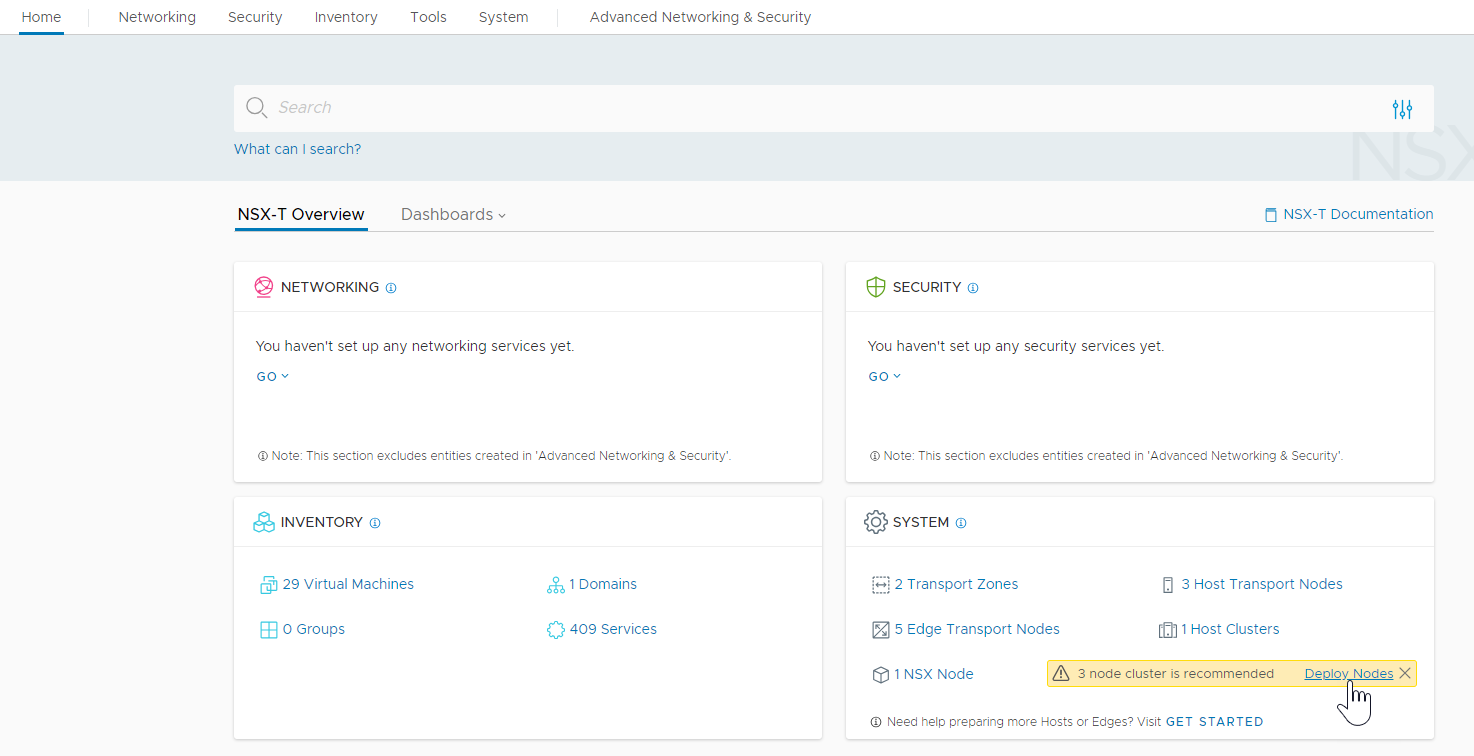 Home Networking Security Inventory Tools System Advanced Networking & Security
Search
What can I search?
NSX
NSX-T Overview Dashboards NSX-T Documentation
NETWORKING
You haven't set up any networking services yet.
GO
Note: This section excludes entities created in 'Advanced Networking & Security'.
SECURITY
You haven't set up any security services yet.
GO
Note: This section excludes entities created in 'Advanced Networking & Security'.
INVENTORY
29 Virtual Machines 1 Domains
0 Groups 409 Services
SYSTEM
2 Transport Zones 3 Host Transport Nodes
5 Edge Transport Nodes 1 Host Clusters
1 NSX Node 3 node cluster is recommended Deploy Nodes
Need help preparing more Hosts or Edges? Visit GET STARTED